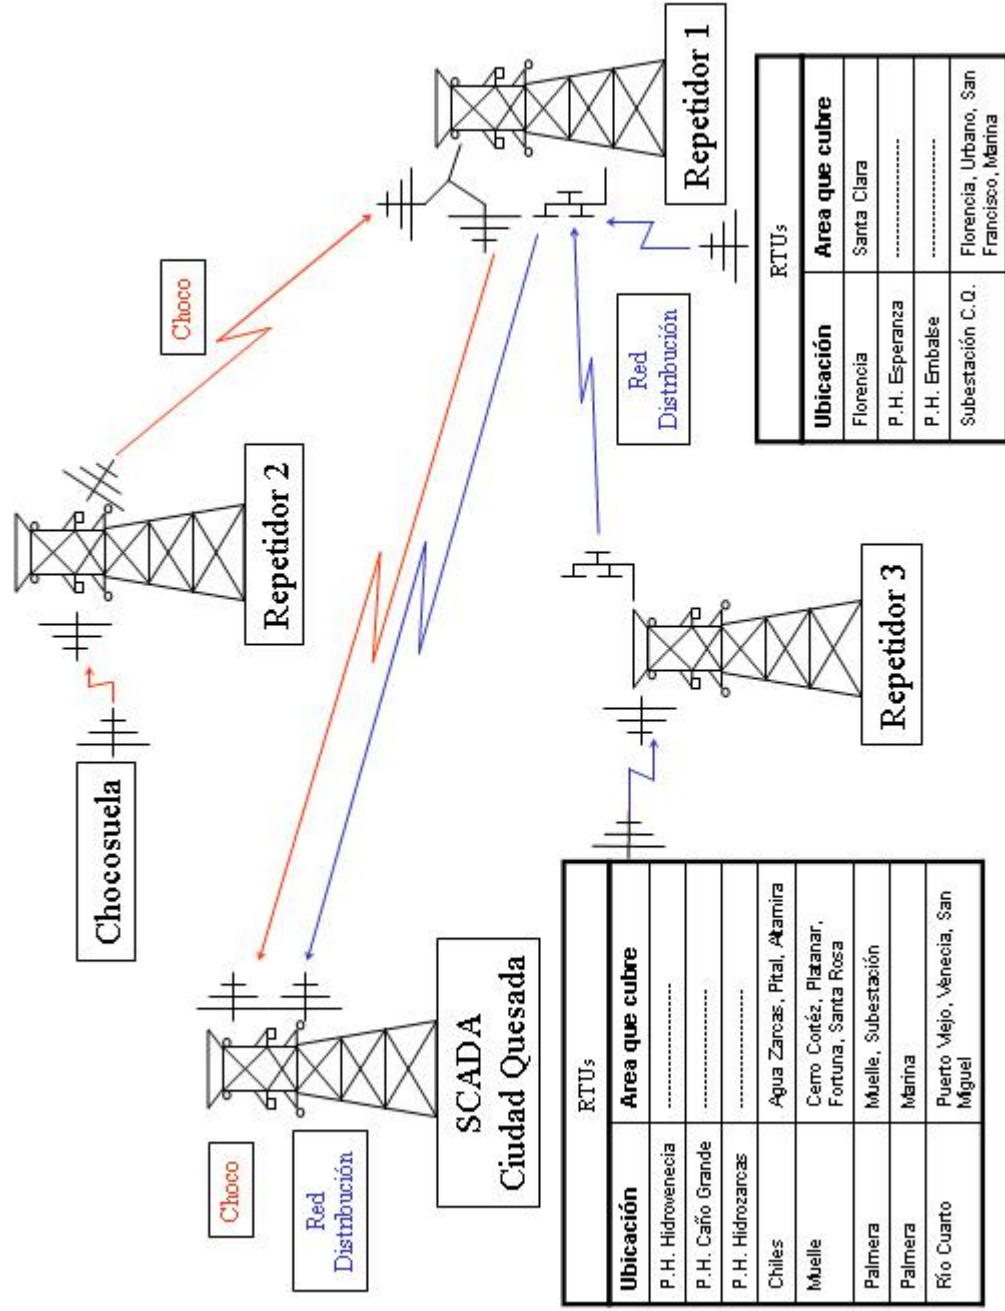 Chocosuela
Repetidor 2
Choco
Repetidor 1
Choco
Red
Distribución
SCADA
Ciudad Quesada
Red
Distribución
Repetidor 3
RTUs
Ubicación Area que cubre
P.H. Hidrovenecia ----------------------
P.H. Caño Grande ----------------------
P.H. Hidrozarcas ----------------------
Chiles Agua Zarcas, Pital, Altamira
Muelle Cerro Cortéz, Platanar,
Fortuna, Santa Rosa
Palmera Muelle, Subestación
Palmera Marina
Río Cuarto Puerto Viejo, Venecia, San
Miguel
RTUs
Ubicación Area que cubre
Florencia Santa Clara
P.H. Esperanza ----------------------
P.H. Embalse ----------------------
Subestación C.Q. Florencia, Urbano, San
Francisco, Marina